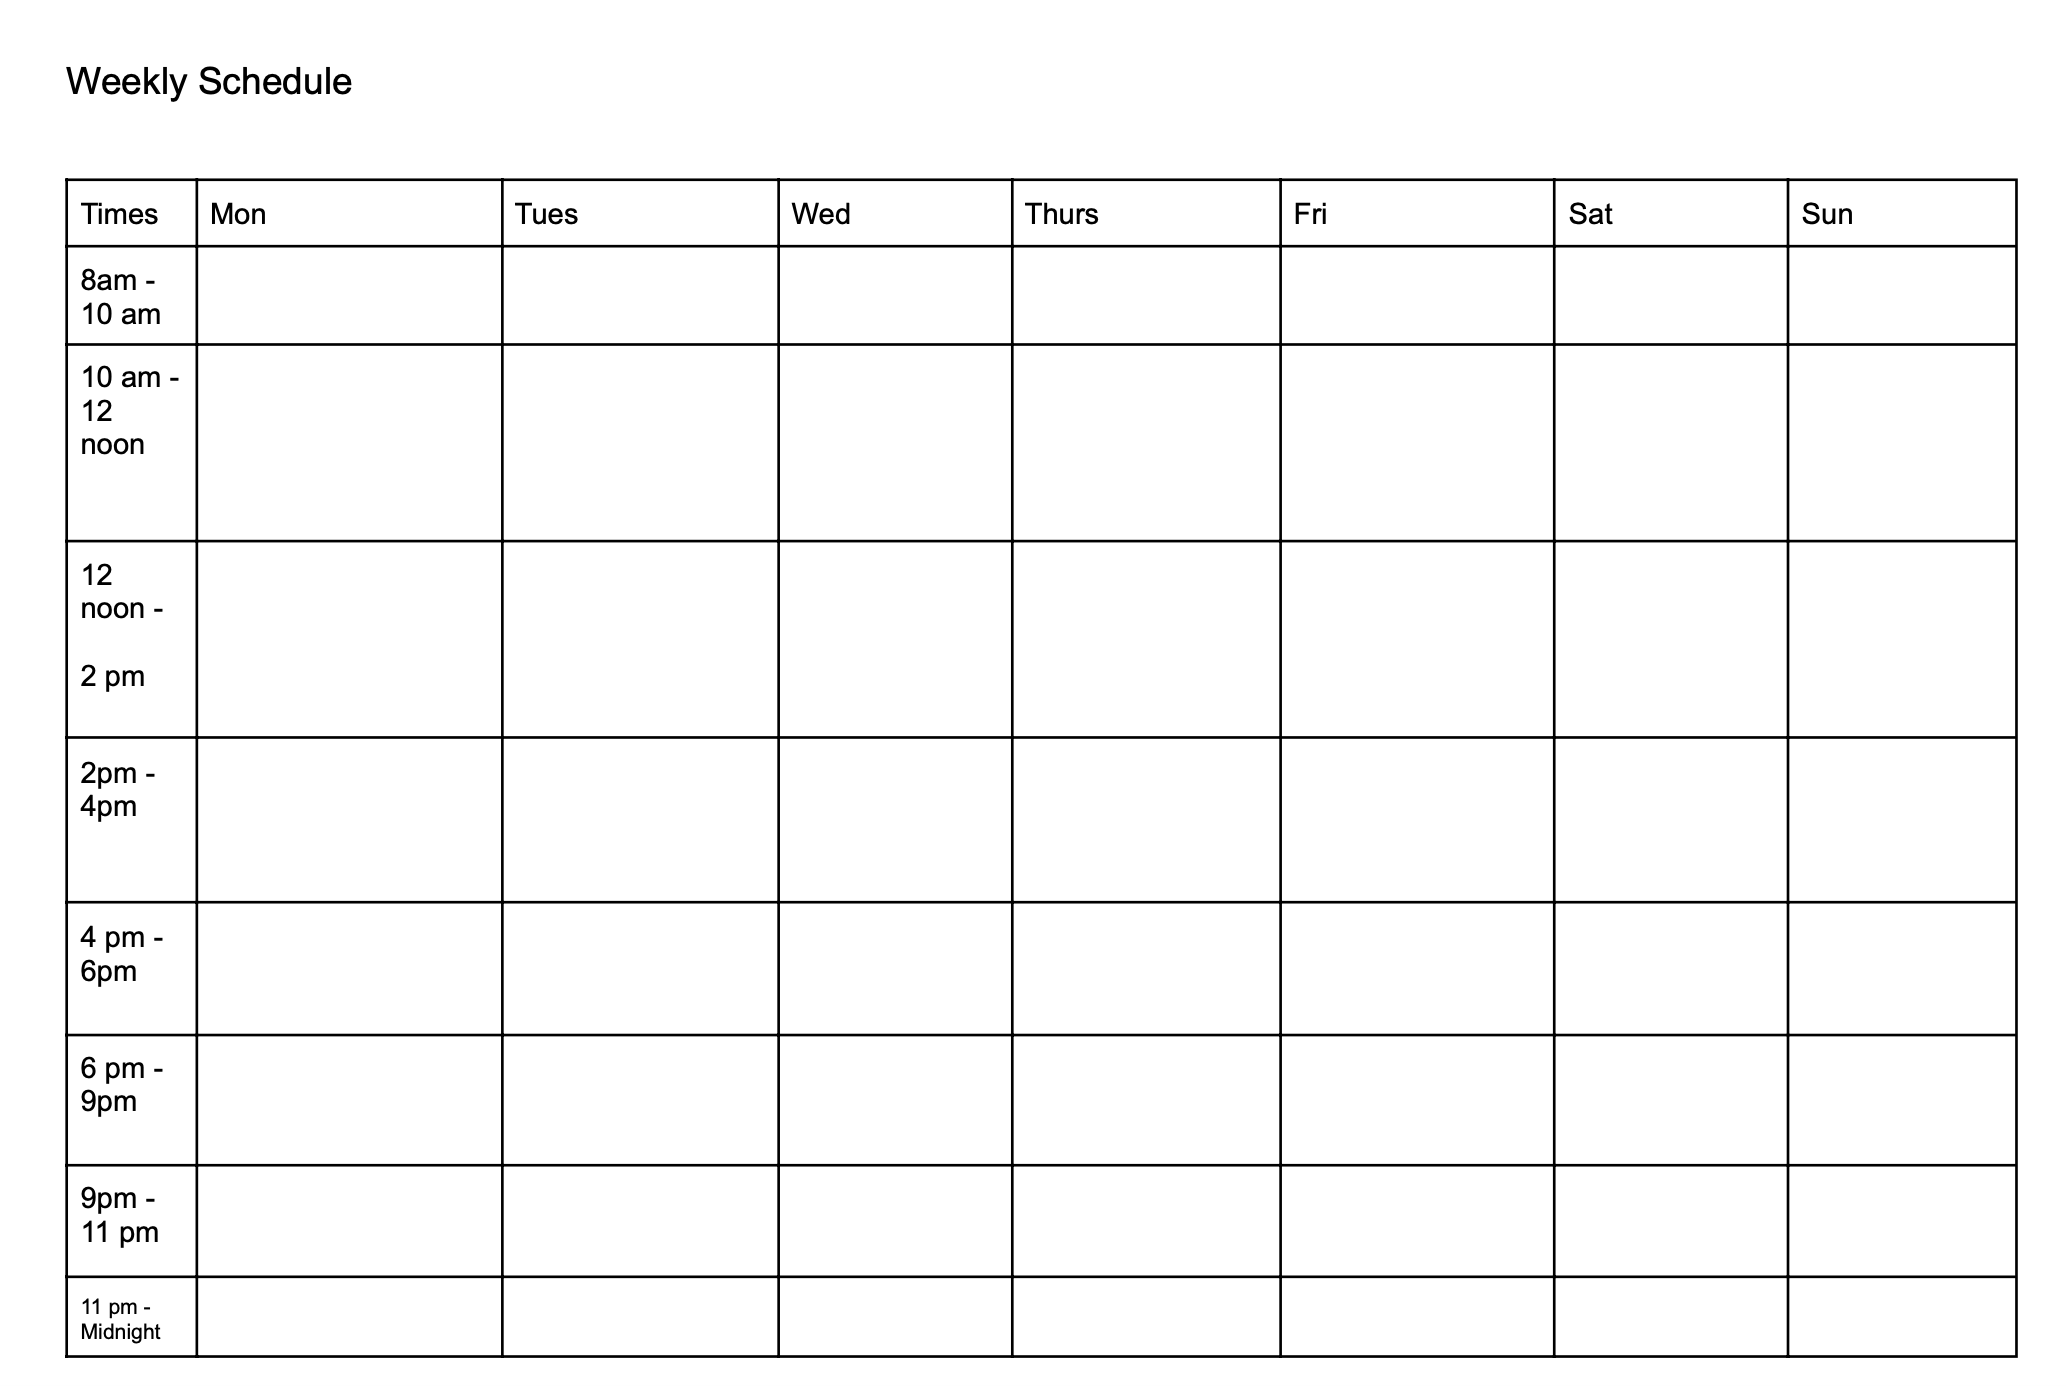 Weekly Schedule
Times Mon Tues Wed Thurs Fri Sat Sun
8am -
10 am
10 am -
12
noon
12
noon -
2 pm
2pm -
4pm
4 pm -
6pm
6 pm -
9pm
9pm -
11 pm
11 pm -
Midnight